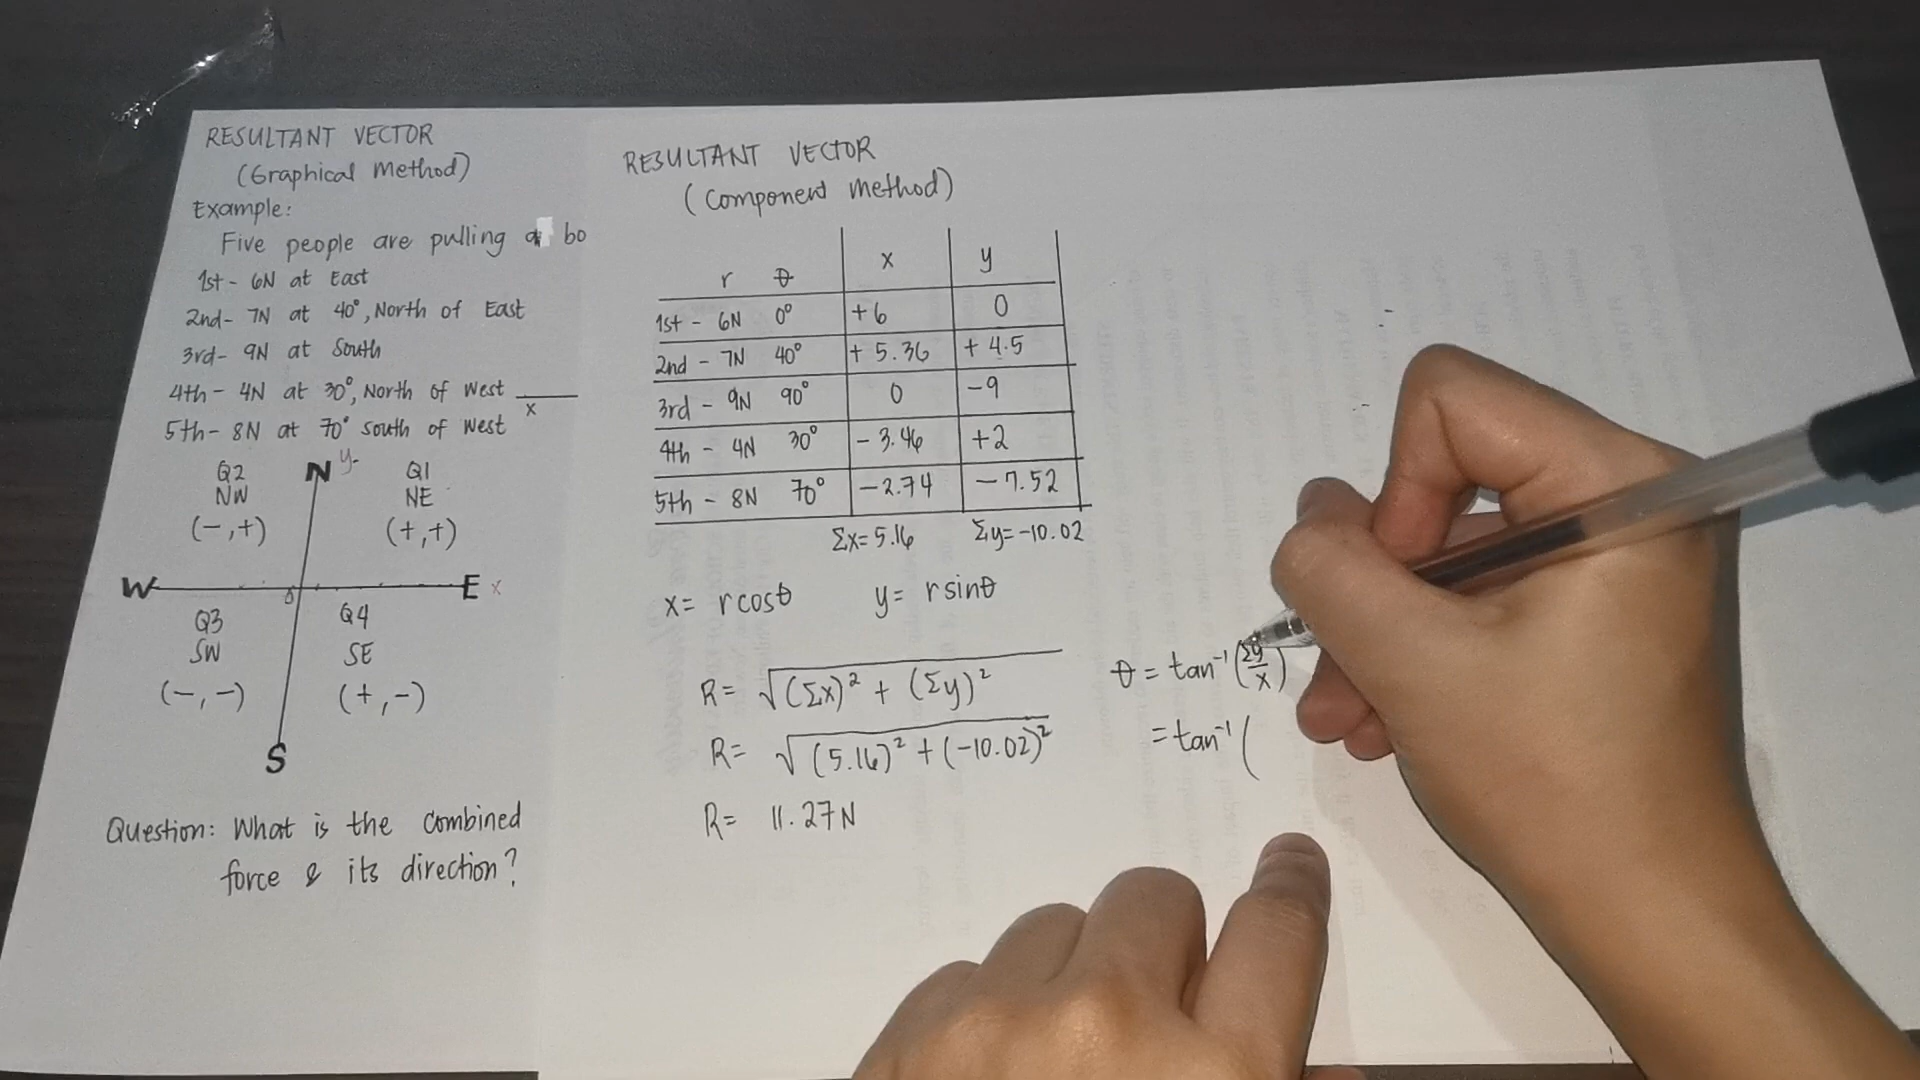 RESULTANT VECTOR
(Graphical Method)
Example:
Five people are pulling a bo
1st - 6N at East
2nd - 7N at 40°, North of East
3rd - 9N at South
4th - 4N at 30°, North of West
x
5th - 8N at 70° South of West
Q2 N y Q1
NW NE
(-,+) (+,+)
W E x
Q3 Q4
SW SE
(-,-) (+,-)
S
Question: What is the combined
force & its direction?
RESULTANT VECTOR
(Component Method)
r θ x y
1st - 6N 0° +6 0
2nd - 7N 40° +5.36 +4.5
3rd - 9N 90° 0 -9
4th - 4N 30° -3.46 +2
5th - 8N 70° -2.74 -7.52
Σx=5.16 Σy=-10.02
x= rcosθ y= rsinθ
R= √(Σx)² + (Σy)²
R= √(5.16)² + (-10.02)²
R= 11.27N
θ = tan⁻¹(Σy/x)
= tan⁻¹(